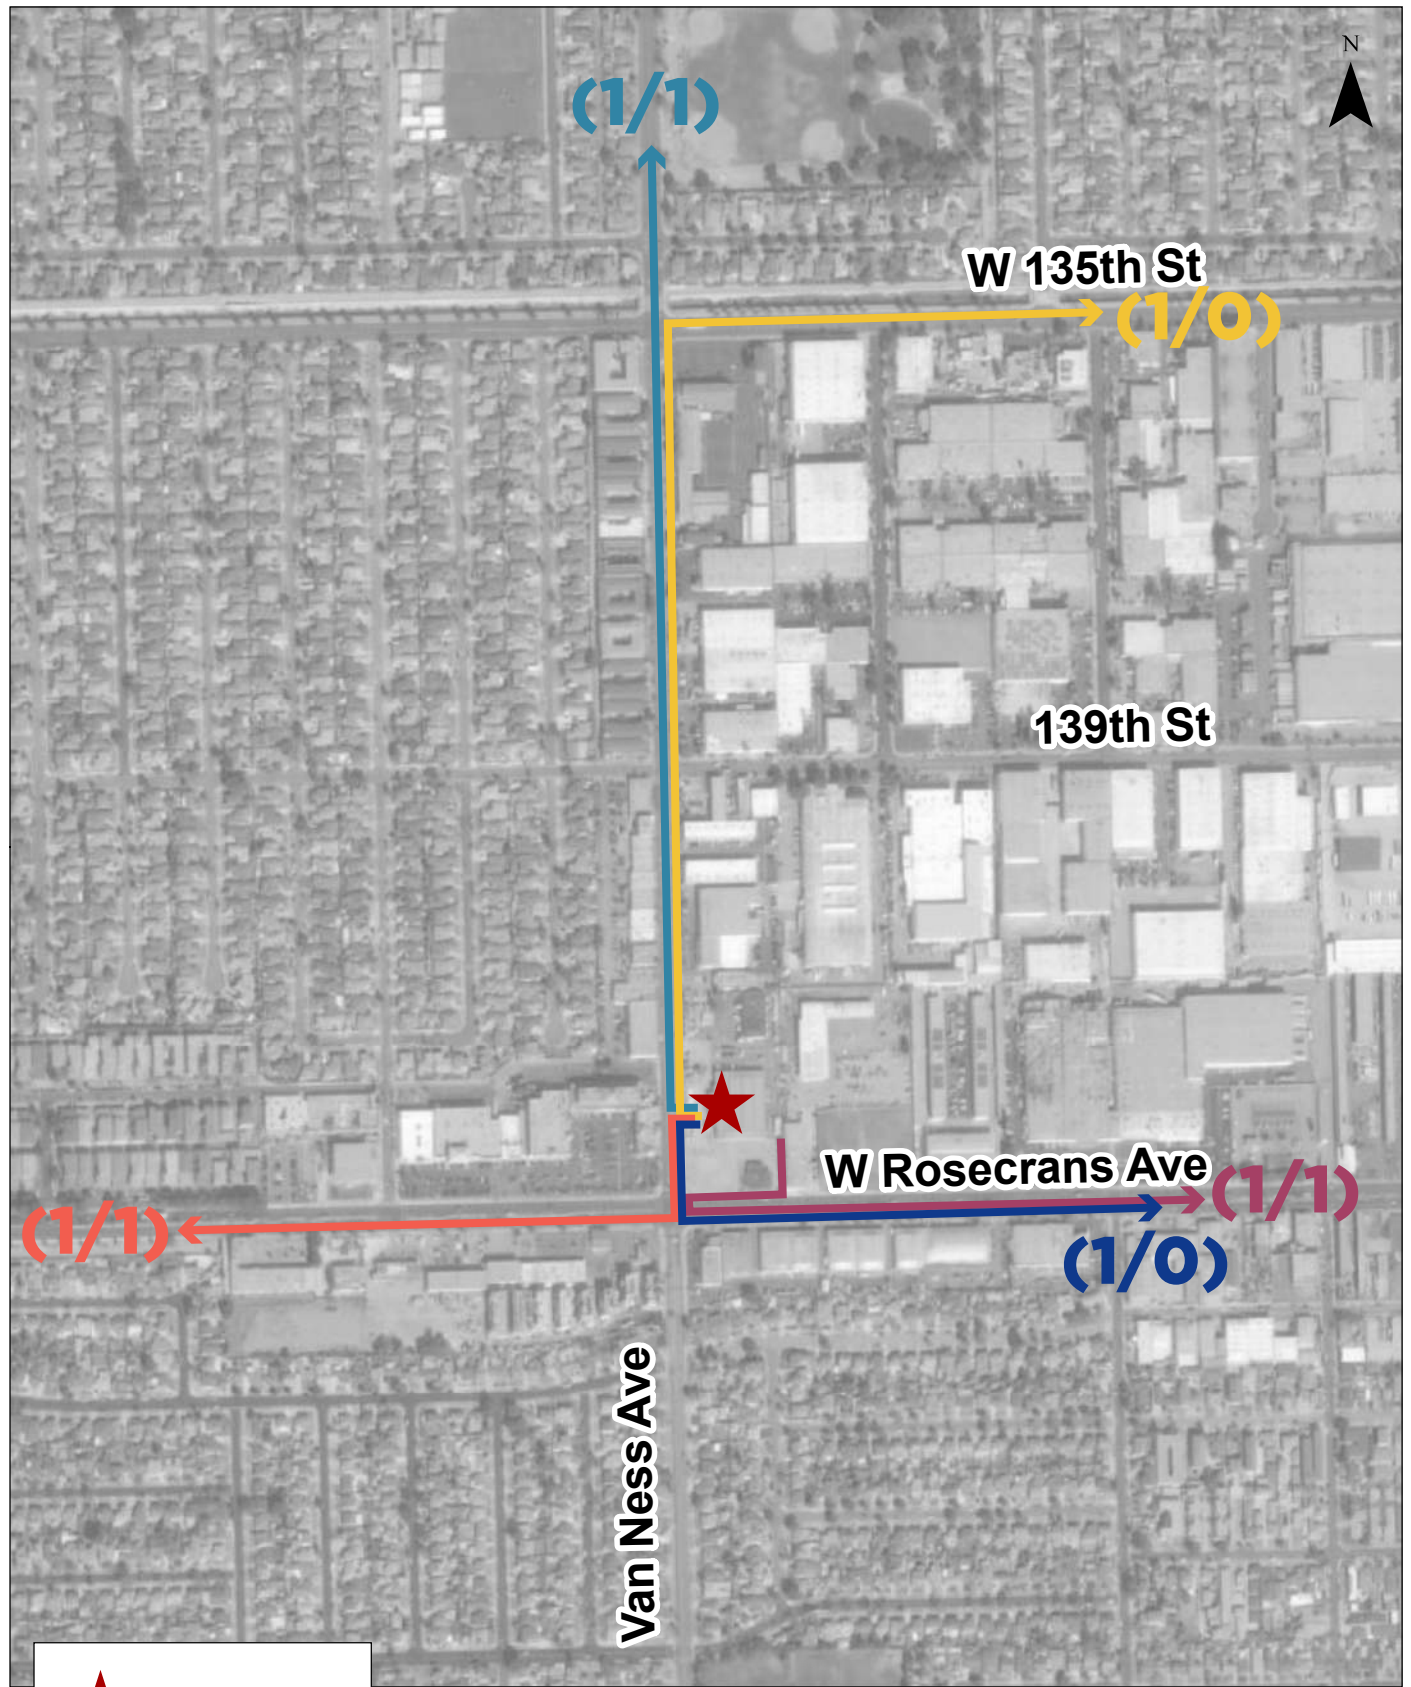 N
(1/1)
W 135th St
(1/0)
139th St
W Rosecrans Ave
(1/1)
(1/1)
(1/0)
Van Ness Ave